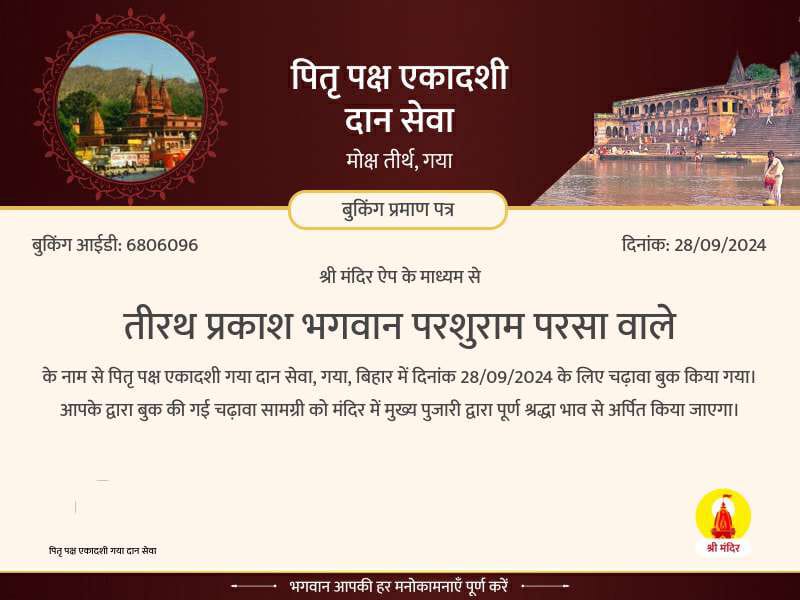 पितृ पक्ष एकादशी
दान सेवा
मोक्ष तीर्थ, गया
बुकिंग प्रमाण पत्र
बुकिंग आईडी: 6806096
दिनांक: 28/09/2024
श्री मंदिर ऐप के माध्यम से
तीरथ प्रकाश भगवान परशुराम परसा वाले
के नाम से पितृ पक्ष एकादशी गया दान सेवा, गया, बिहार में दिनांक 28/09/2024 के लिए चढ़ावा बुक किया गया।
आपके द्वारा बुक की गई चढ़ावा सामग्री को मंदिर में मुख्य पुजारी द्वारा पूर्ण श्रद्धा भाव से अर्पित किया जाएगा।
पितृ पक्ष एकादशी गया दान सेवा
श्री मंदिर
भगवान आपकी हर मनोकामनाएँ पूर्ण करें